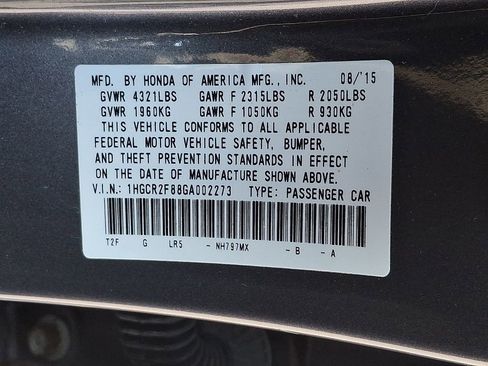 MFD. BY HONDA OF AMERICA MFG., INC. 08/'15
GVWR 4321LBS GAWR F 2315LBS R 2050LBS
GVWR 1960KG GAWR F 1050KG R 930KG
THIS VEHICLE CONFORMS TO ALL APPLICABLE
FEDERAL MOTOR VEHICLE SAFETY, BUMPER,
AND THEFT PREVENTION STANDARDS IN EFFECT
ON THE DATE OF MANUFACTURE SHOWN ABOVE.
V.I.N.: 1HGCR2F88GA002273 TYPE: PASSENGER CAR
T2F G LR5 - NH797MX - B - A